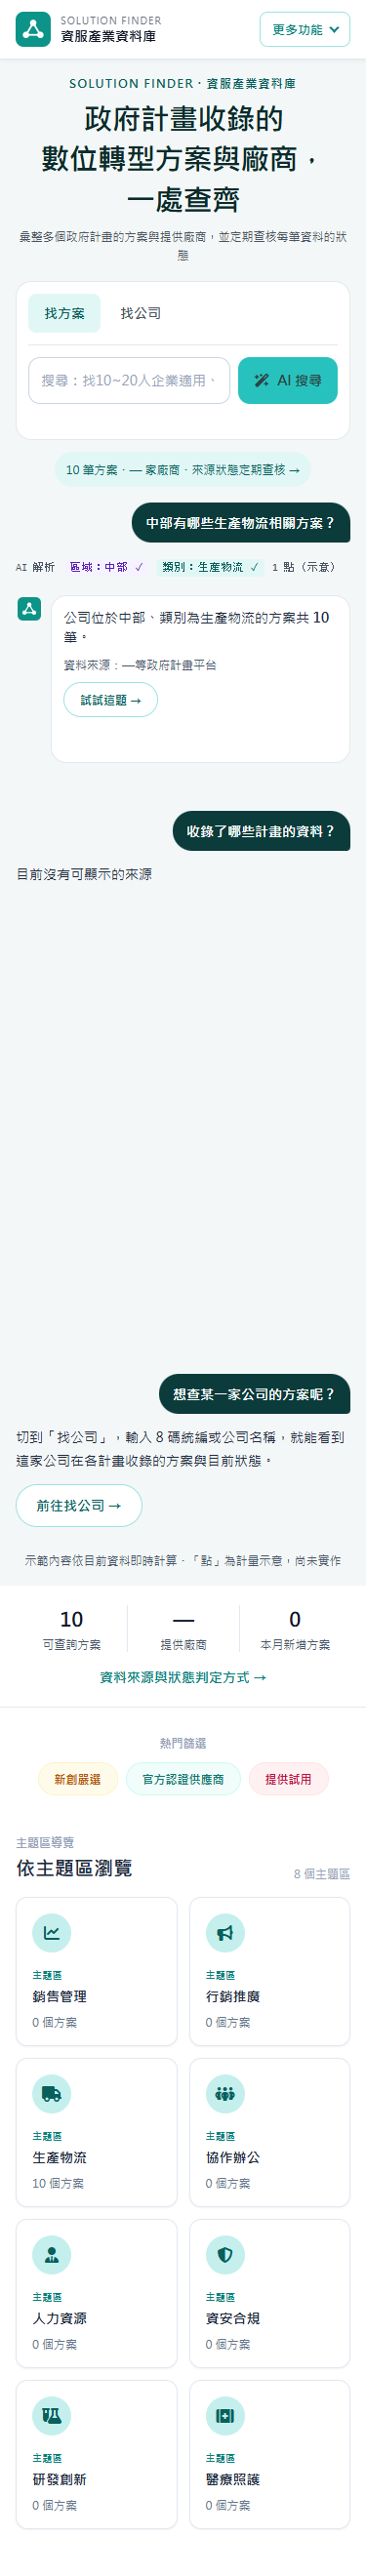 SOLUTION FINDER
資服產業資料庫
更多功能
SOLUTION FINDER · 資服產業資料庫
政府計畫收錄的
數位轉型方案與廠商，
一處查齊
彙整多個政府計畫的方案與提供廠商，並定期查核每筆資料的狀
態
找方案
找公司
搜尋：找10~20人企業適用、
AI 搜尋
10 筆方案 · — 家廠商 · 來源狀態定期查核 →
中部有哪些生產物流相關方案？
AI 解析 區域：中部 ✓ 類別：生產物流 ✓ 1 點（示意）
公司位於中部、類別為生產物流的方案共 10
筆。
資料來源：—等政府計畫平台
試試這題 →
收錄了哪些計畫的資料？
目前沒有可顯示的來源
想查某一家公司的方案呢？
切到「找公司」，輸入 8 碼統編或公司名稱，就能看到
這家公司在各計畫收錄的方案與目前狀態。
前往找公司 →
示範內容依目前資料即時計算 · 「點」為計量示意，尚未實作
10
可查詢方案
—
提供廠商
0
本月新增方案
資料來源與狀態判定方式 →
熱門篩選
新創嚴選
官方認證供應商
提供試用
主題區導覽
依主題區瀏覽
8 個主題區
主題區
銷售管理
0 個方案
主題區
行銷推廣
0 個方案
主題區
生產物流
10 個方案
主題區
協作辦公
0 個方案
主題區
人力資源
0 個方案
主題區
資安合規
0 個方案
主題區
研發創新
0 個方案
主題區
醫療照護
0 個方案